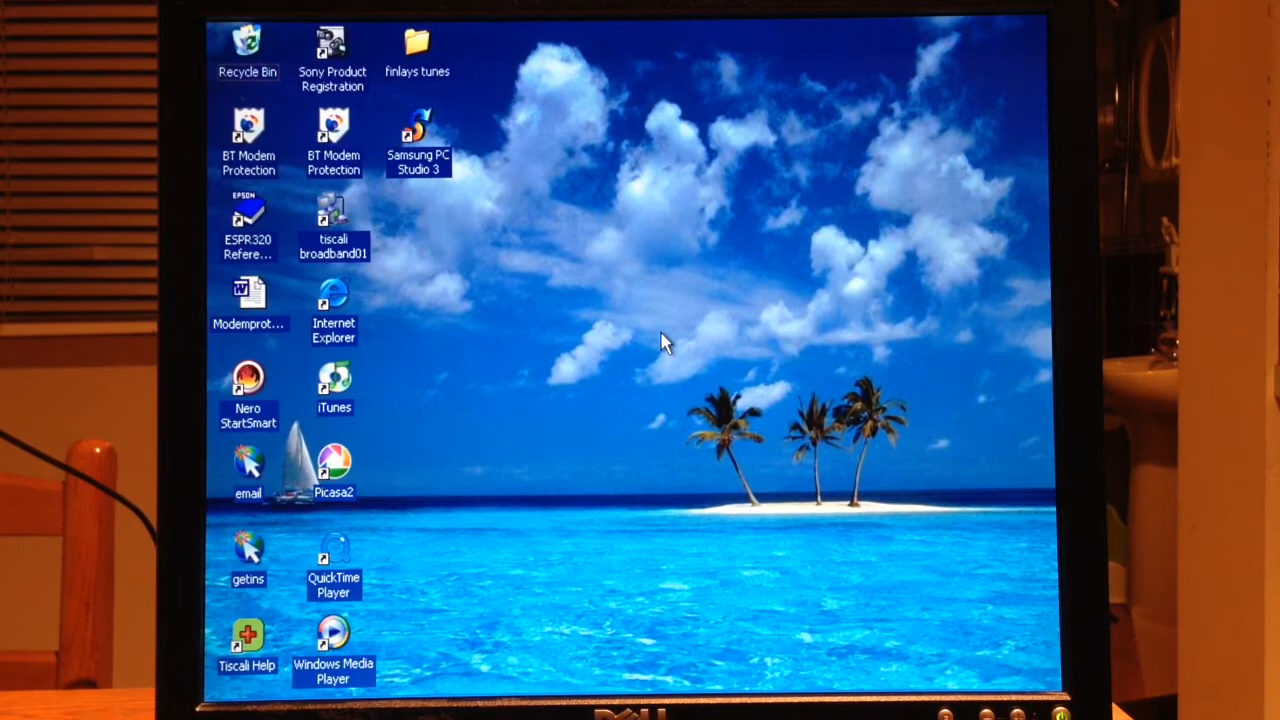 Recycle Bin
Sony Product
Registration
finlays tunes
BT Modem
Protection
BT Modem
Protection
Samsung PC
Studio 3
EPSON
ESPR320
Refere...
tiscali
broadband01
W
Modemprot...
Internet
Explorer
Nero
StartSmart
iTunes
email
Picasa2
getins
QuickTime
Player
Tiscali Help
Windows Media
Player
DELL